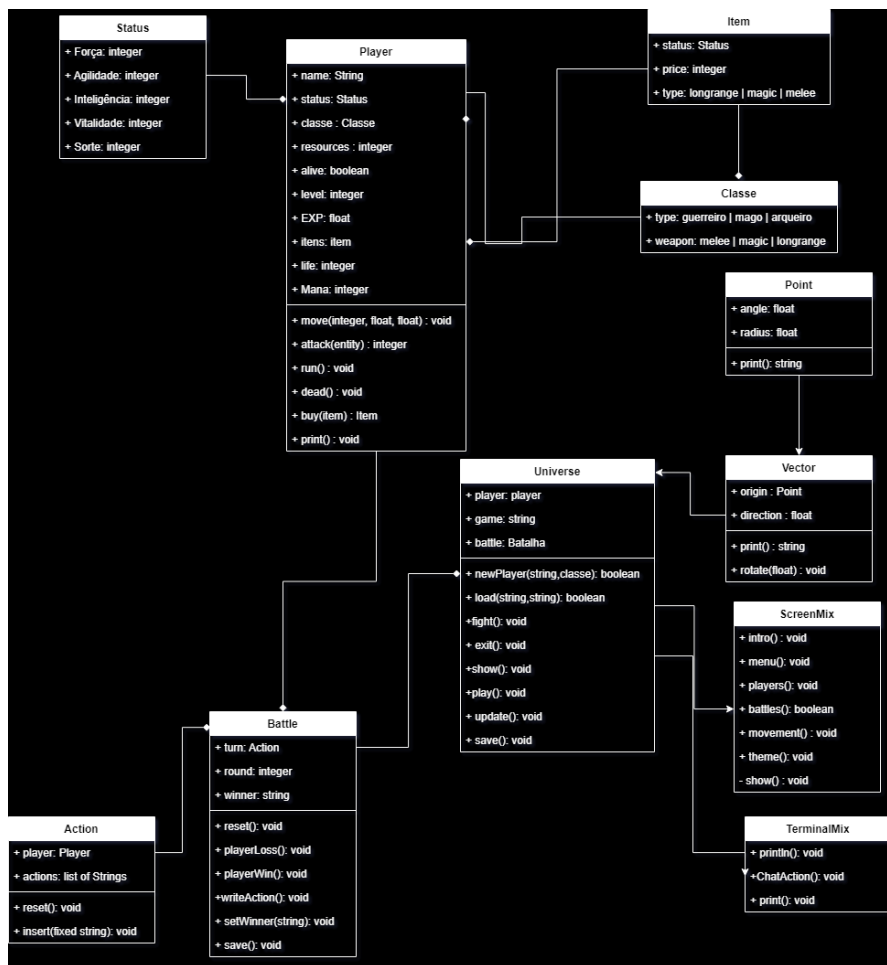 Status
+ Força: integer
+ Agilidade: integer
+ Inteligência: integer
+ Vitalidade: integer
+ Sorte: integer
Player
+ name: String
+ status: Status
+ classe : Classe
+ resources : integer
+ alive: boolean
+ level: integer
+ EXP: float
+ itens: item
+ life: integer
+ Mana: integer
+ move(integer, float, float) : void
+ attack(entity) : integer
+ run() : void
+ dead() : void
+ buy(item) : Item
+ print() : void
Item
+ status: Status
+ price: integer
+ type: longrange | magic | melee
Classe
+ type: guerreiro | mago | arqueiro
+ weapon: melee | magic | longrange
Point
+ angle: float
+ radius: float
+ print(): string
Vector
+ origin : Point
+ direction : float
+ print() : string
+ rotate(float) : void
Universe
+ player: player
+ game: string
+ battle: Batalha
+ newPlayer(string,classe): boolean
+ load(string,string): boolean
+fight(): void
+ exit(): void
+show(): void
+play(): void
+ update(): void
+ save(): void
ScreenMix
+ intro() : void
+ menu(): void
+ players(): void
+ battles(): boolean
+ movement() : void
+ theme(): void
- show() : void
Battle
+ turn: Action
+ round: integer
+ winner: string
+ reset(): void
+ playerLoss(): void
+ playerWin(): void
+writeAction(): void
+ setWinner(string): void
+ save(): void
Action
+ player: Player
+ actions: list of Strings
+ reset(): void
+ insert(fixed string): void
TerminalMix
+ println(): void
+ChatAction(): void
+ print(): void